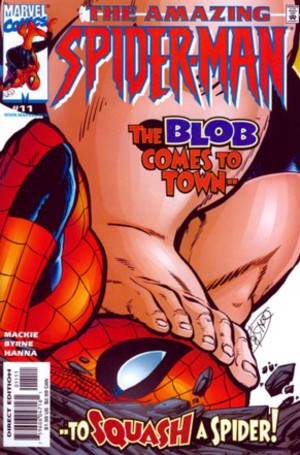 MARVEL
COMICS
#11
THE AMAZING
SPIDER-MAN
THE BLOB
COMES TO
TOWN--
MACKIE
BYRNE
HANNA
DIRECT EDITION
--TO SQUASH A SPIDER!